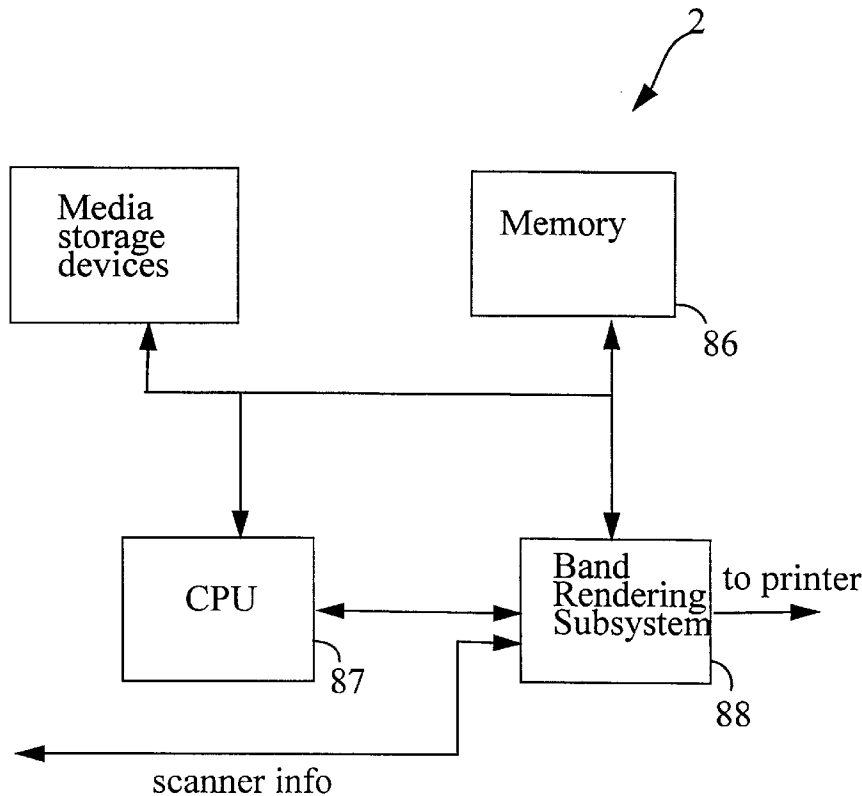 2
Media
storage
devices
Memory
86
CPU
87
Band
Rendering
Subsystem
to printer
88
scanner info